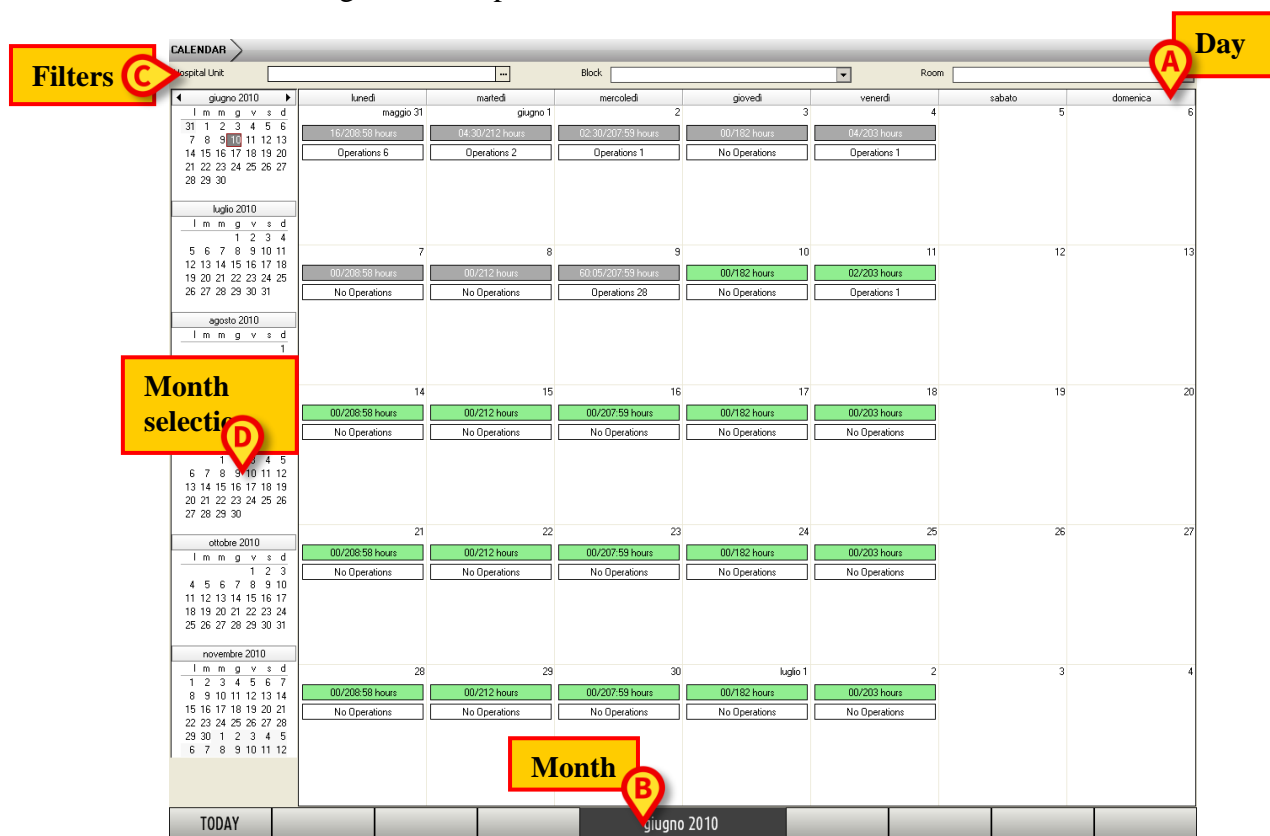 CALENDAR
Day
A
Filters
C
ospital Unit
...
Block
Room
giugno 2010
lunedì martedì mercoledì giovedì venerdì sabato domenica
l m m g v s d
31 1 2 3 4 5 6
7 8 9 10 11 12 13
14 15 16 17 18 19 20
21 22 23 24 25 26 27
28 29 30
luglio 2010
l m m g v s d
1 2 3 4
5 6 7 8 9 10 11
12 13 14 15 16 17 18
19 20 21 22 23 24 25
26 27 28 29 30 31
agosto 2010
l m m g v s d
1
Month
selectio
D
1 3 4 5
6 7 8 9 10 11 12
13 14 15 16 17 18 19
20 21 22 23 24 25 26
27 28 29 30
ottobre 2010
l m m g v s d
1 2 3
4 5 6 7 8 9 10
11 12 13 14 15 16 17
18 19 20 21 22 23 24
25 26 27 28 29 30 31
novembre 2010
l m m g v s d
1 2 3 4 5 6 7
8 9 10 11 12 13 14
15 16 17 18 19 20 21
22 23 24 25 26 27 28
29 30 1 2 3 4 5
6 7 8 9 10 11 12
maggio 31 giugno 1 2 3 4 5 6
16/208:58 hours 04:30/212 hours 02:30/207:59 hours 00/182 hours 04/203 hours
Operations 6 Operations 2 Operations 1 No Operations Operations 1
7 8 9 10 11 12 13
00/208:58 hours 00/212 hours 60:05/207:59 hours 00/182 hours 02/203 hours
No Operations No Operations Operations 28 No Operations Operations 1
14 15 16 17 18 19 20
00/208:58 hours 00/212 hours 00/207:59 hours 00/182 hours 00/203 hours
No Operations No Operations No Operations No Operations No Operations
21 22 23 24 25 26 27
00/208:58 hours 00/212 hours 00/207:59 hours 00/182 hours 00/203 hours
No Operations No Operations No Operations No Operations No Operations
28 29 30 luglio 1 2 3 4
00/208:58 hours 00/212 hours 00/207:59 hours 00/182 hours 00/203 hours
No Operations No Operations No Operations No Operations No Operations
Month
B
TODAY
giugno 2010